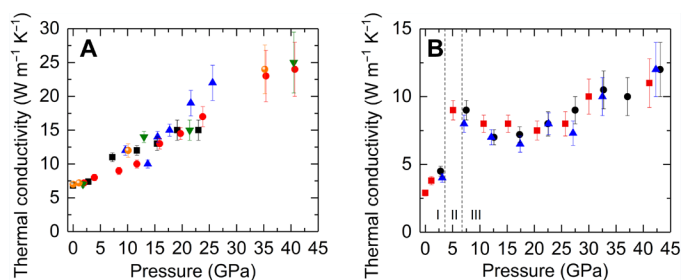 A
Thermal conductivity (W m⁻¹ K⁻¹)
30
25
20
15
10
5
0
0 5 10 15 20 25 30 35 40 45
Pressure (GPa)
B
Thermal conductivity (W m⁻¹ K⁻¹)
15
10
5
0
I II III
0 5 10 15 20 25 30 35 40 45
Pressure (GPa)